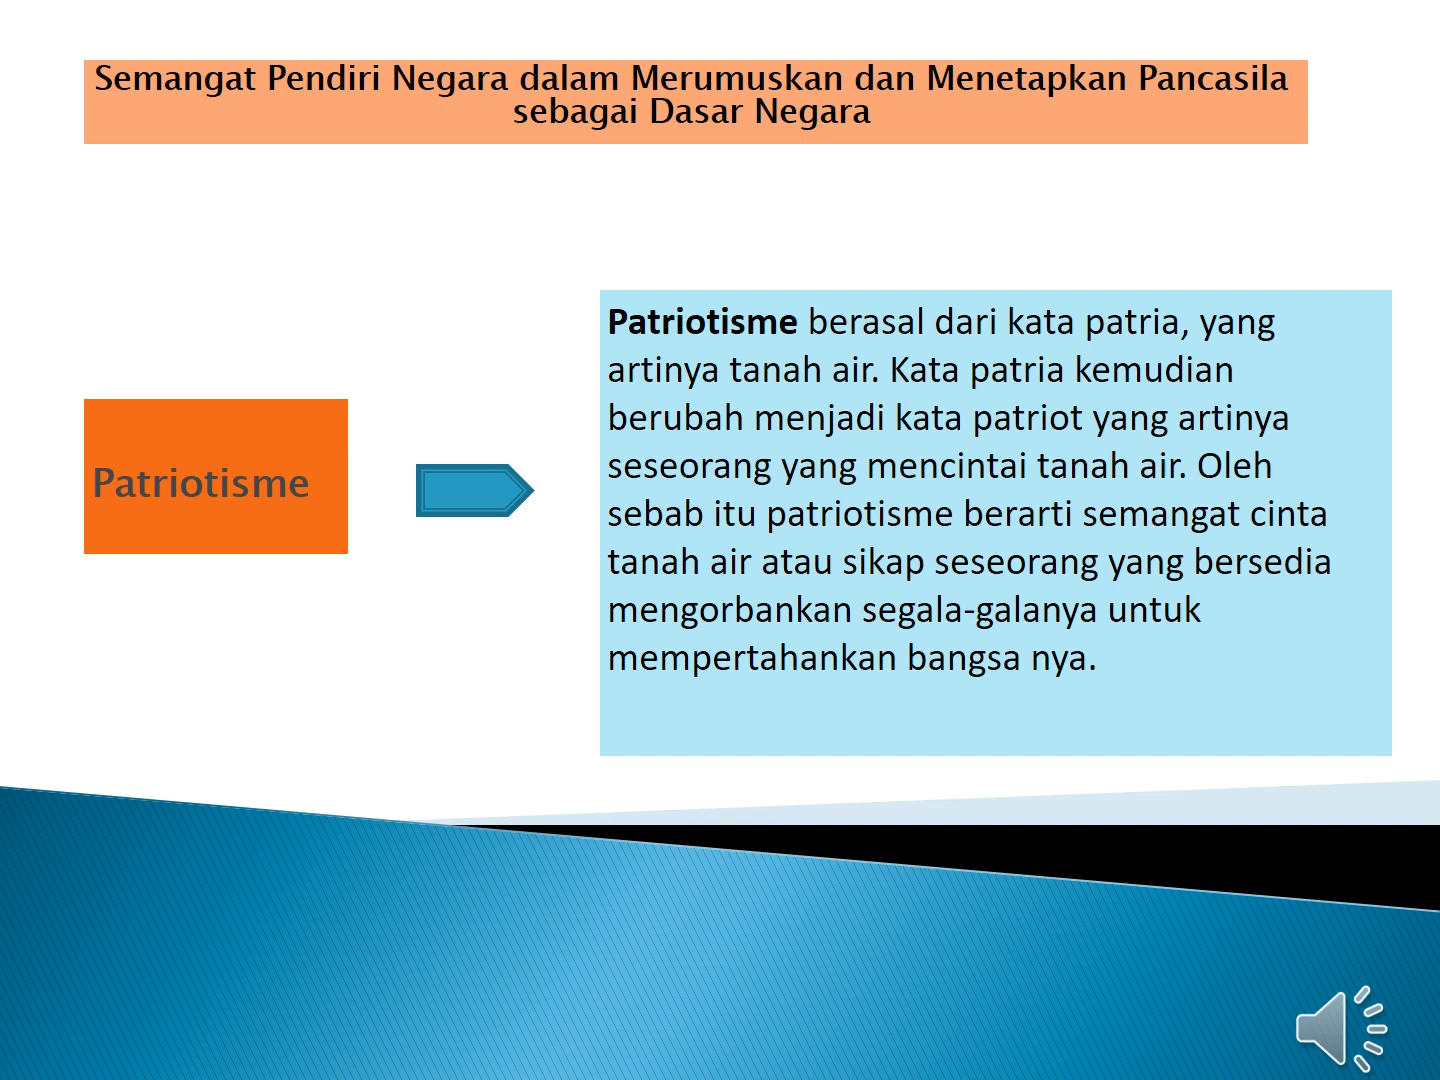 Semangat Pendiri Negara dalam Merumuskan dan Menetapkan Pancasila
sebagai Dasar Negara
Patriotisme
Patriotisme berasal dari kata patria, yang
artinya tanah air. Kata patria kemudian
berubah menjadi kata patriot yang artinya
seseorang yang mencintai tanah air. Oleh
sebab itu patriotisme berarti semangat cinta
tanah air atau sikap seseorang yang bersedia
mengorbankan segala-galanya untuk
mempertahankan bangsa nya.